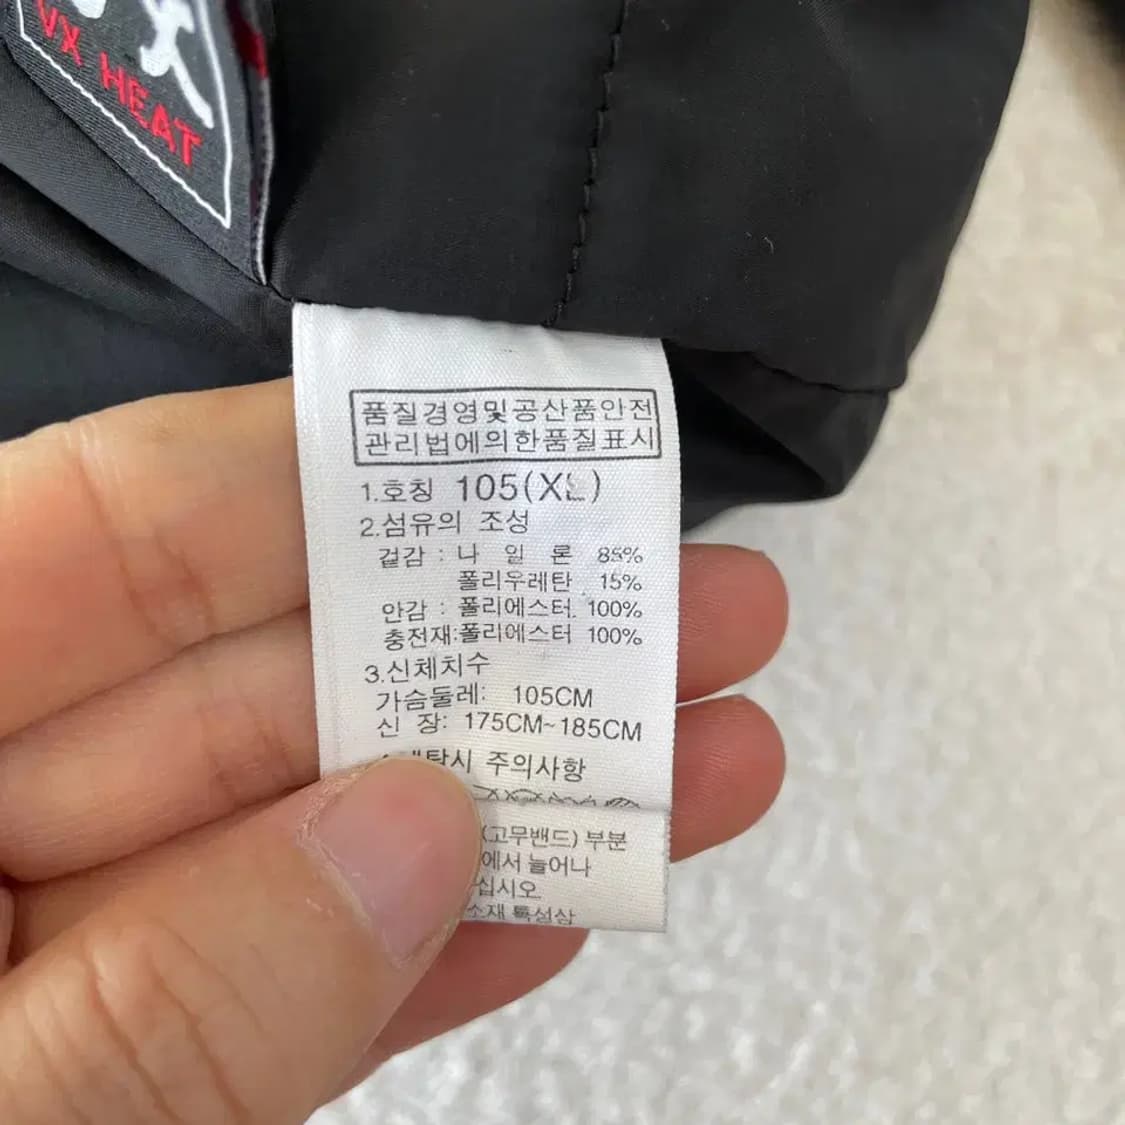 VX HEAT
품질경영및공산품안전
관리법에의한품질표시
1.호칭 105(XL)
2.섬유의 조성
겉감 : 나 일 론 85%
폴리우레탄 15%
안감 : 폴리에스터. 100%
충전재:폴리에스터 100%
3.신체치수
가슴둘레: 105CM
신 장: 175CM~185CM
주의사항
(고무밴드) 부분
에서 늘어나
십시오
소재 특성상